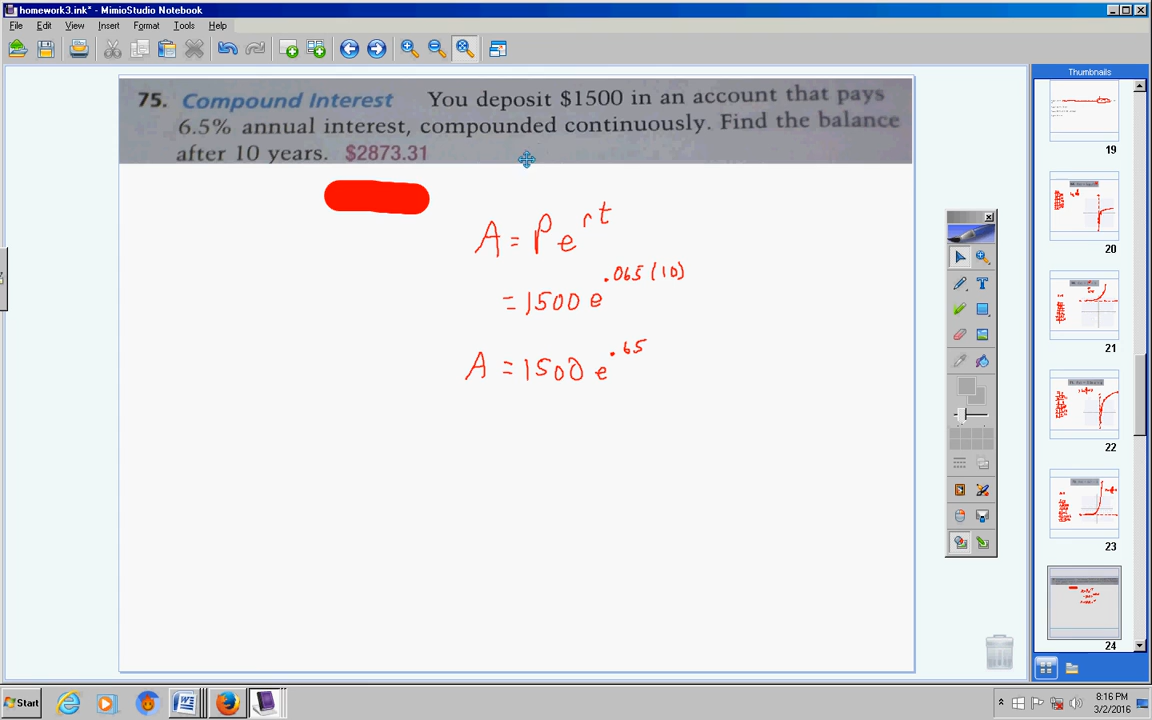 homework3.ink* - MimioStudio Notebook
File Edit View Insert Format Tools Help
Thumbnails
75. Compound Interest You deposit $1500 in an account that pays
6.5% annual interest, compounded continuously. Find the balance
after 10 years. $2873.31
A = Pe^rt
= 1500 e^.065(10)
A = 1500 e^.65
19
20
21
22
23
24
Start
8:16 PM
3/2/2016